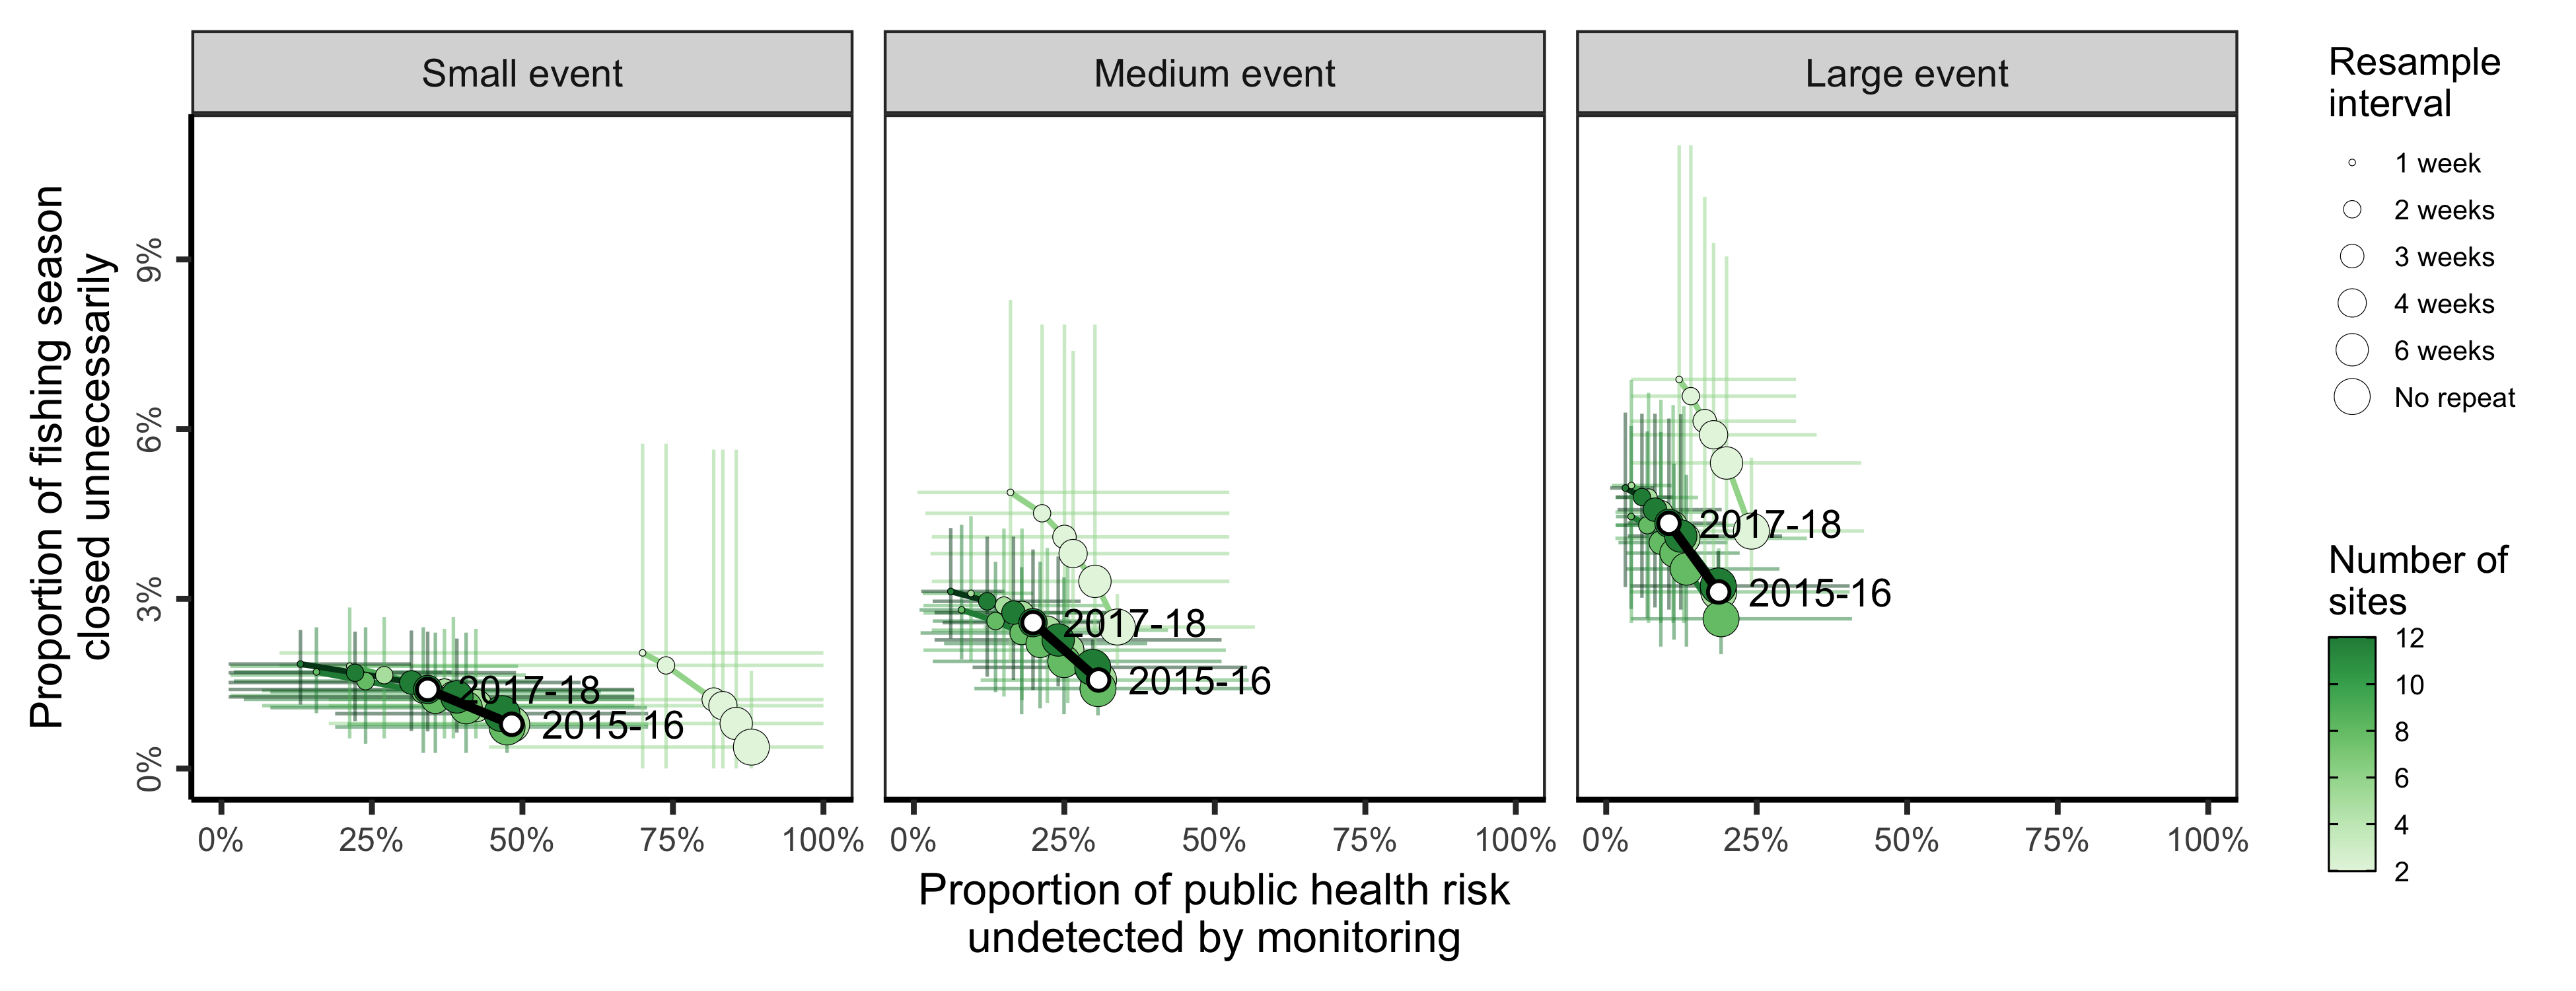 Small event
Medium event
Large event
Proportion of fishing season
closed unnecessarily
9%
6%
3%
0%
2017-18
2015-16
2017-18
2015-16
2017-18
2015-16
0%
25%
50%
75%
100%
0%
25%
50%
75%
100%
0%
25%
50%
75%
100%
Proportion of public health risk
undetected by monitoring
Resample
interval
1 week
2 weeks
3 weeks
4 weeks
6 weeks
No repeat
Number of
sites
12
10
8
6
4
2